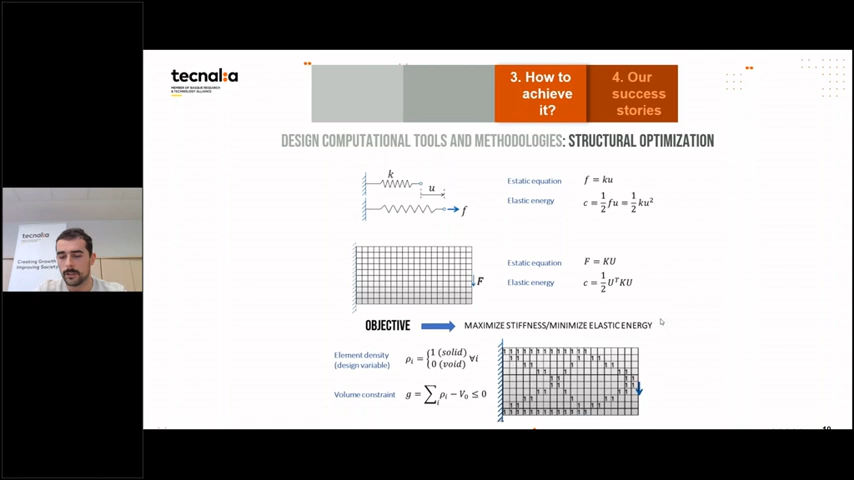 tecnal:a
MEMBER OF BASQUE RESEARCH
& TECHNOLOGY ALLIANCE
3. How to
achieve
it?
4. Our
success
stories
DESIGN COMPUTATIONAL TOOLS AND METHODOLOGIES: STRUCTURAL OPTIMIZATION
k
u
f
Estatic equation f = ku
Elastic energy c = 1/2 fu = 1/2 ku²
F
Estatic equation F = KU
Elastic energy c = 1/2 UᵀKU
OBJECTIVE MAXIMIZE STIFFNESS/MINIMIZE ELASTIC ENERGY
Element density
(design variable)
ρᵢ = {1 (solid) 0 (void) ∀i
Volume constraint g = ∑ᵢ ρᵢ − V₀ ≤ 0
tecnal:a
Creating Growth
Improving Society